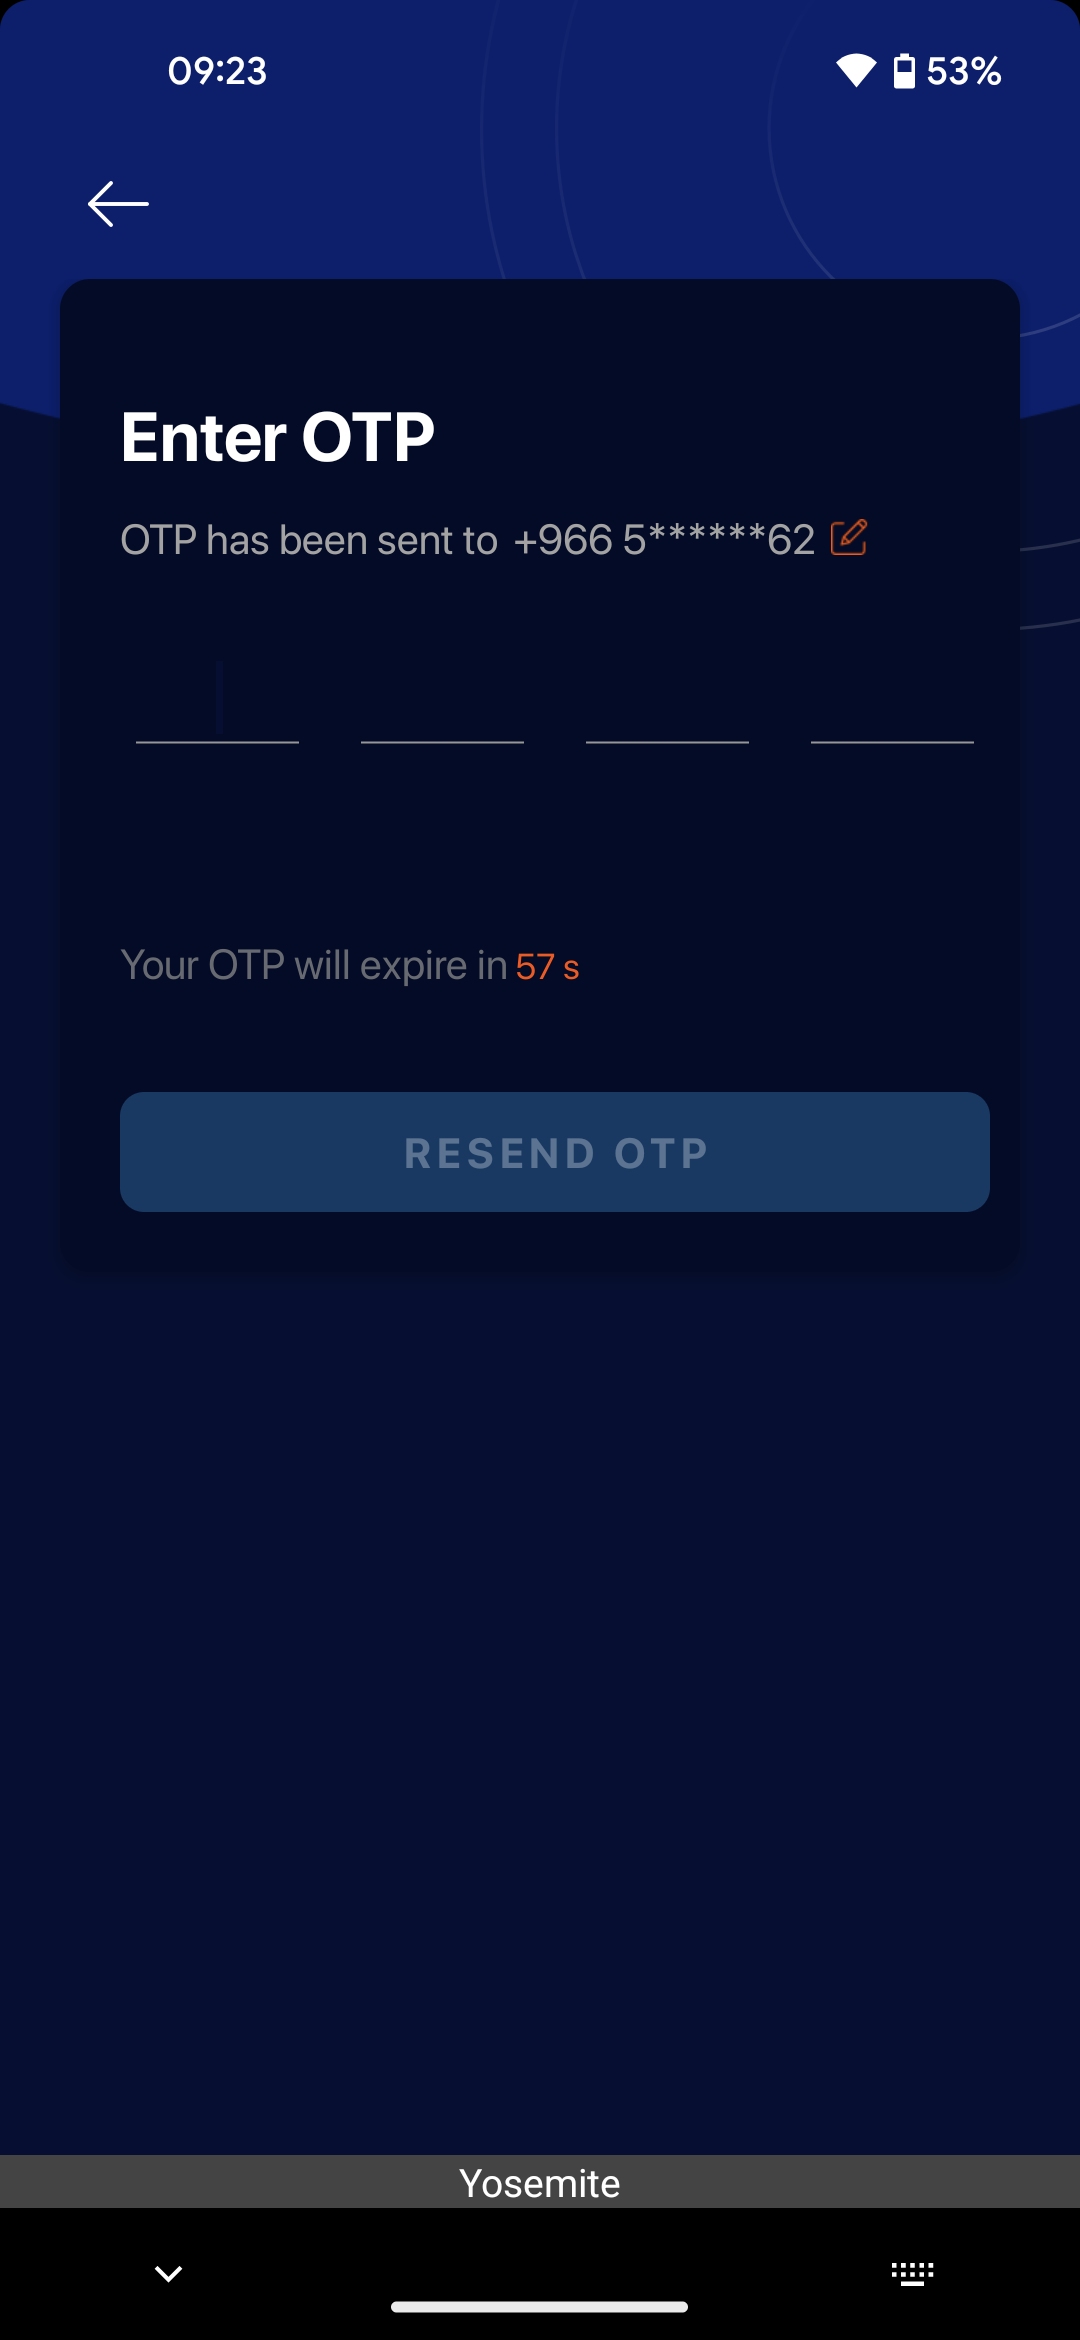 09:23
53%
Enter OTP
OTP has been sent to +966 5******62
Your OTP will expire in 57 s
RESEND OTP
Yosemite